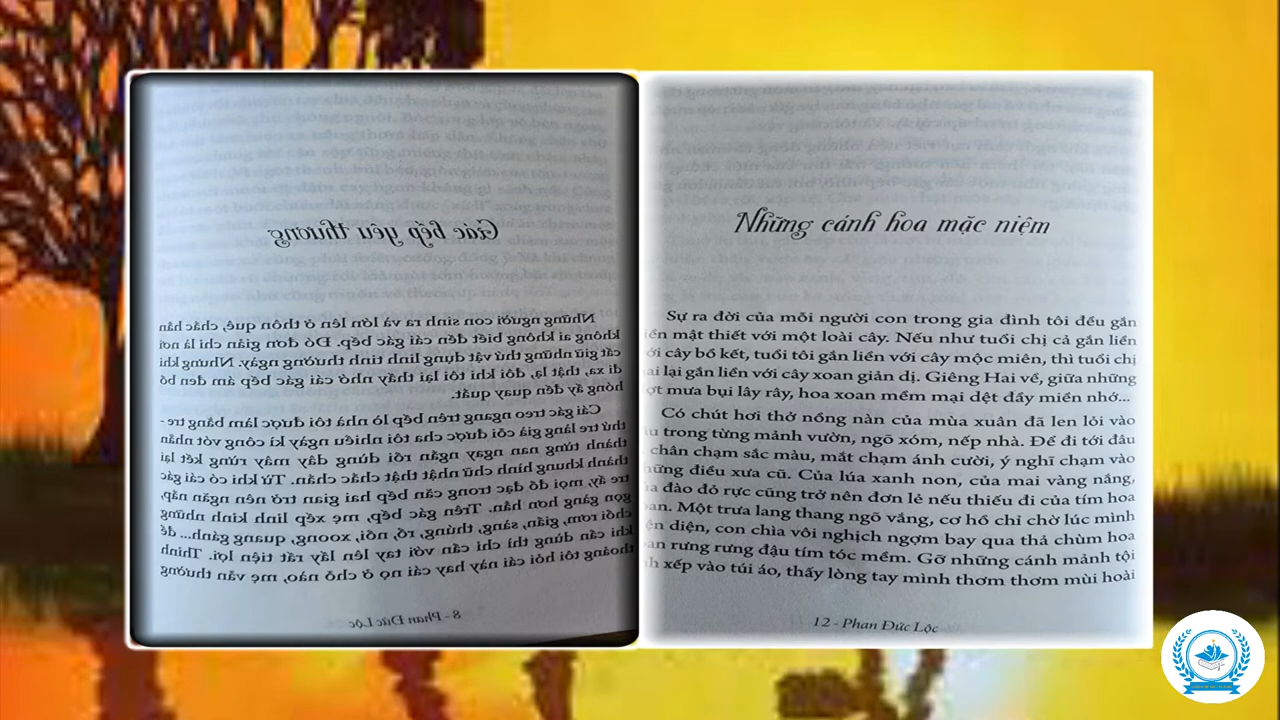 Gác bếp yêu thương
Những người con sinh ra và lớn lên ở thôn quê, chắc hẳn
không ai không biết đến cái gác bếp. Đó đơn giản chỉ là nơi
cất giữ những thứ vật dụng linh tinh thường ngày. Nhưng khi
đi xa, thật lạ, đôi khi tôi lại thấy nhớ cái gác bếp ám đen bồ
hóng ấy đến quay quắt.
Cái gác treo ngang trên bếp lò nhà tôi được làm bằng tre -
thứ tre làng già cỗi được cha tôi nhiều ngày kì công vót nhẵn
thành từng nan ngay ngắn rồi dùng dây mây rừng kết lại
thành khung hình chữ nhật thật chắc chắn. Từ khi có cái gác
tre ấy, mọi đồ đạc trong căn bếp hai gian trở nên ngăn nắp,
gọn gàng hơn hẳn. Trên gác bếp, mẹ xếp linh kinh những
chổi rơm, giần, sàng, thúng, rổ, nồi, xoong, quang gánh... để
khi cần dùng thì chỉ cần với tay lên lấy rất tiện lợi. Thỉnh
thoảng tôi hỏi cái này hay cái nọ ở chỗ nào, mẹ vẫn thường
8 - Phan Đức Lộc
Những cánh hoa mặc niệm
Sự ra đời của mỗi người con trong gia đình tôi đều gắn
mật thiết với một loài cây. Nếu như tuổi chị cả gắn liền
cây bồ kết, tuổi tôi gắn liền với cây mộc miên, thì tuổi chị
lại gắn liền với cây xoan giản dị. Giêng Hai về, giữa những
mưa bụi lây rây, hoa xoan mềm mại dệt đầy miền nhớ...
Có chút hơi thở nồng nàn của mùa xuân đã len lỏi vào
trong từng mảnh vườn, ngõ xóm, nếp nhà. Để đi tới đâu
chân chạm sắc màu, mắt chạm ánh cười, ý nghĩ chạm vào
những điều xưa cũ. Của lúa xanh non, của mai vàng nắng,
đào đỏ rực cũng trở nên đơn lẻ nếu thiếu đi của tím hoa
Một trưa lang thang ngõ vắng, cơ hồ chỉ chờ lúc mình
diện, con chìa vôi nghịch ngợm bay qua thả chùm hoa
rưng rưng đậu tím tóc mềm. Gỡ những cánh mảnh tội
xếp vào túi áo, thấy lòng tay mình thơm thơm mùi hoài
12 - Phan Đức Lộc